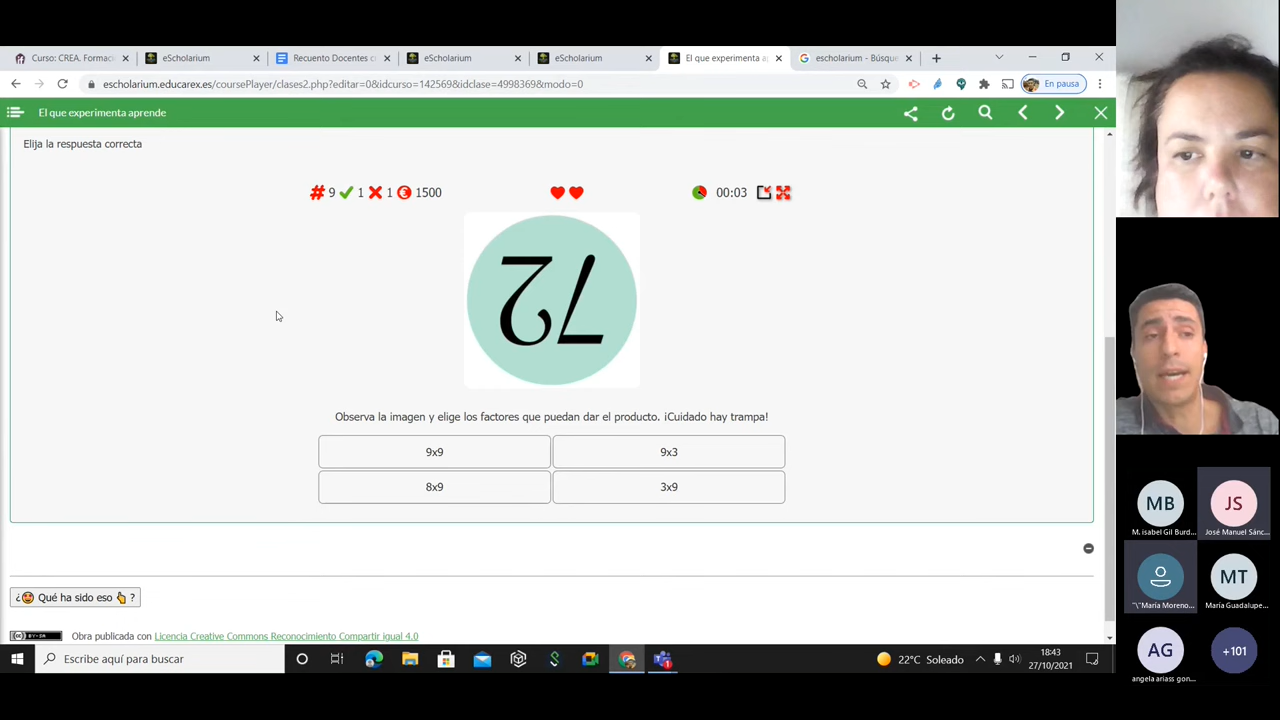 Curso: CREA. Formac
eScholarium
Recuento Docentes c
eScholarium
eScholarium
El que experimenta a
escholarium - Búsqu
escholarium.educarex.es/coursePlayer/clases2.php?editar=0&idcurso=142569&idclase=4998369&modo=0
En pausa
El que experimenta aprende
Elija la respuesta correcta
9 1 1 1500
00:03
72
Observa la imagen y elige los factores que puedan dar el producto. ¡Cuidado hay trampa!
9x9
9x3
8x9
3x9
¿ Qué ha sido eso ?
BY-SA
Obra publicada con Licencia Creative Commons Reconocimiento Compartir igual 4.0
Escribe aquí para buscar
22°C Soleado
18:43
27/10/2021
MB
M. isabel Gil Burd...
JS
José Manuel Sánc...
"\"María Moreno...
MT
María Guadalupe...
AG
angela ariass gon...
+101